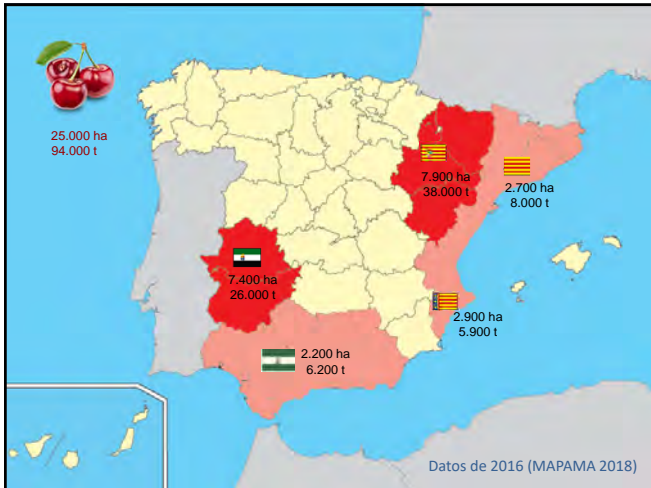 25.000 ha
94.000 t
7.900 ha
38.000 t
2.700 ha
8.000 t
7.400 ha
26.000 t
2.900 ha
5.900 t
2.200 ha
6.200 t
Datos de 2016 (MAPAMA 2018)